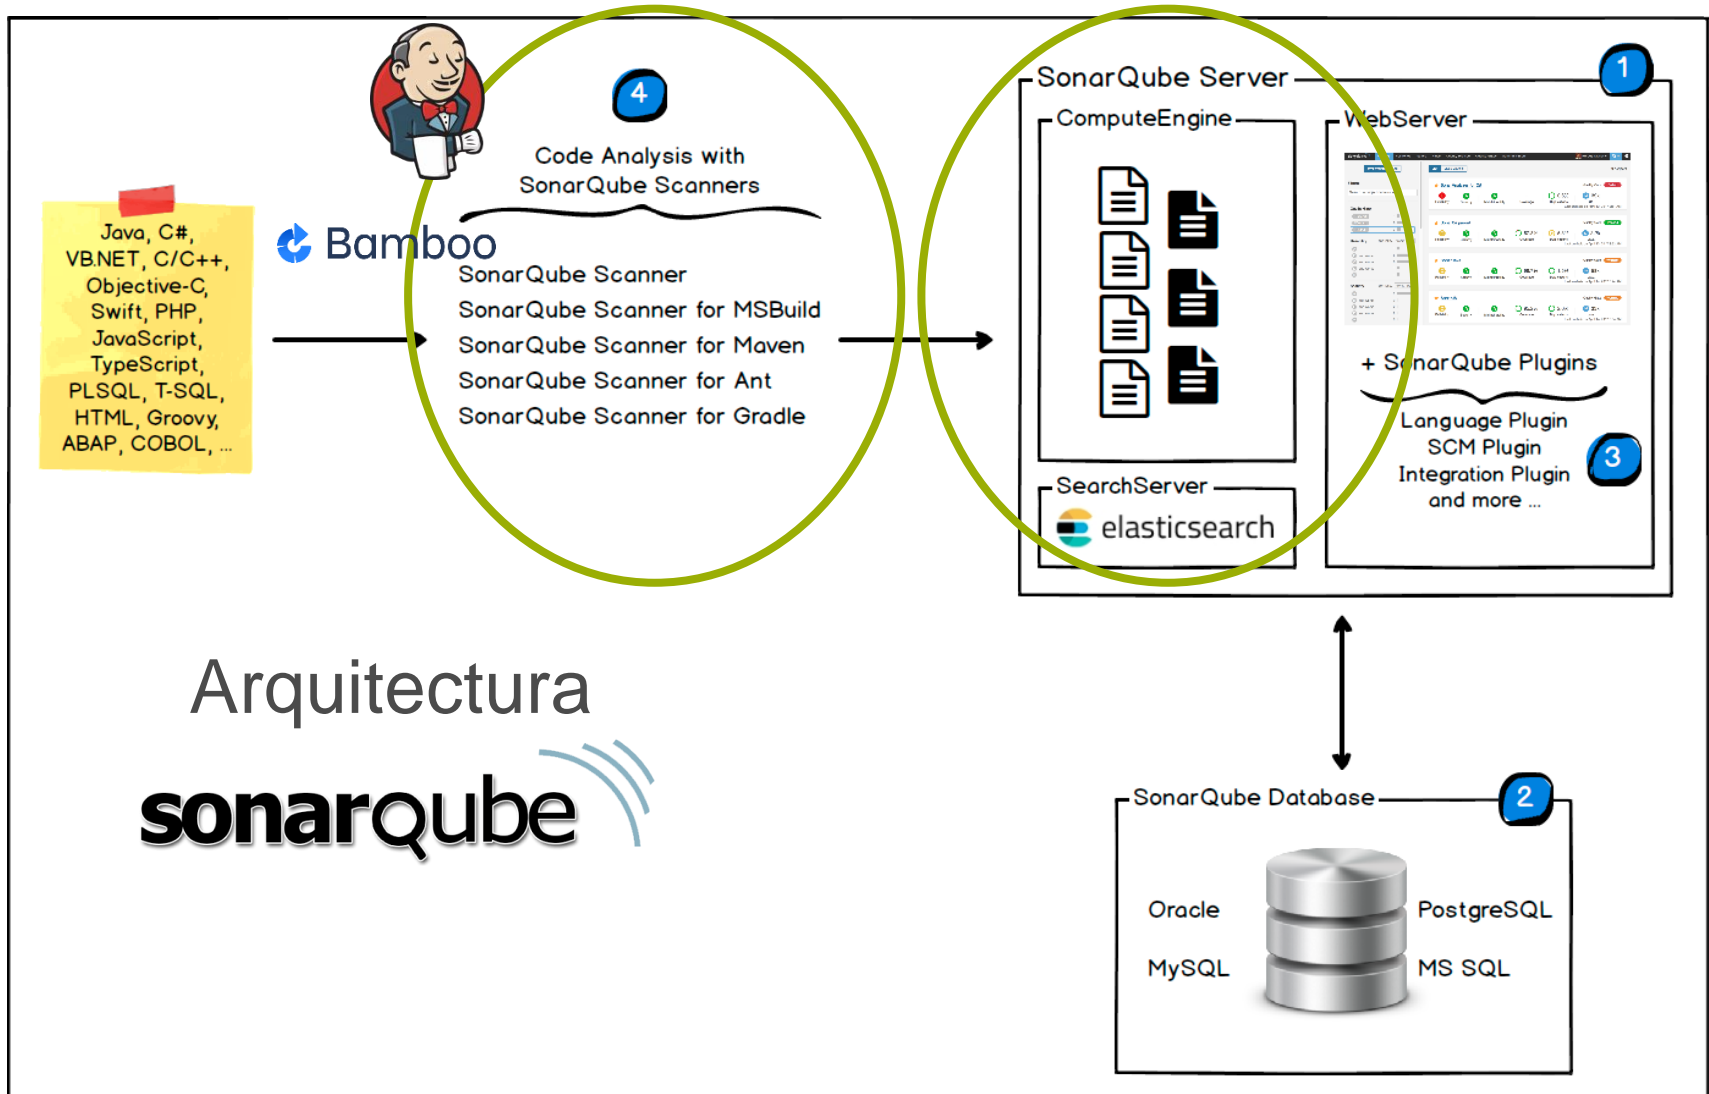 Java, C#,
VB.NET, C/C++,
Objective-C,
Swift, PHP,
JavaScript,
TypeScript,
PLSQL, T-SQL,
HTML, Groovy,
ABAP, COBOL, ...
Bamboo
4
Code Analysis with
SonarQube Scanners
SonarQube Scanner
SonarQube Scanner for MSBuild
SonarQube Scanner for Maven
SonarQube Scanner for Ant
SonarQube Scanner for Gradle
1
SonarQube Server
ComputeEngine
SearchServer
elasticsearch
WebServer
+ SonarQube Plugins
Language Plugin
SCM Plugin
Integration Plugin
and more ...
3
Arquitectura
sonarqube
SonarQube Database
2
Oracle
PostgreSQL
MySQL
MS SQL